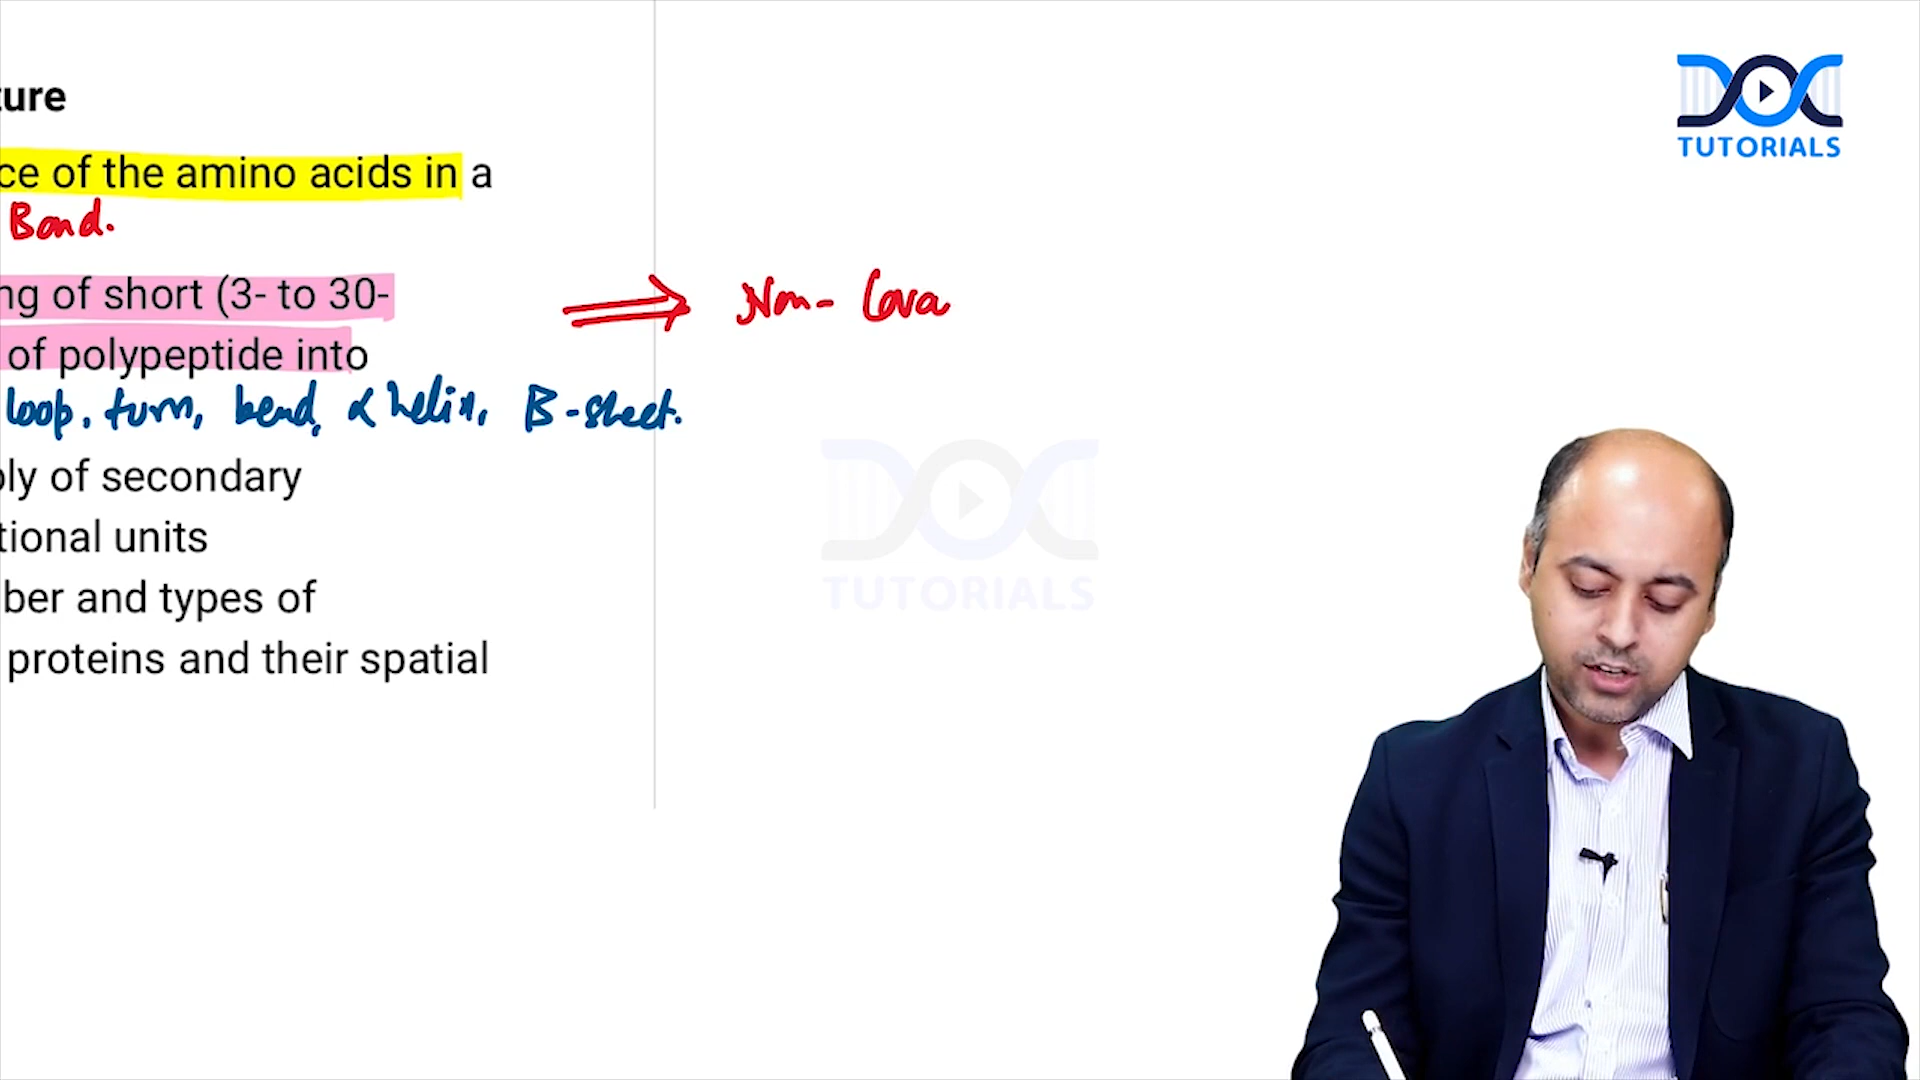 ture
ce of the amino acids in a
Bond.
ng of short (3- to 30-
Non- Cova
of polypeptide into
loop, turn, bend, α helix, B-sheet.
bly of secondary
tional units
ber and types of
proteins and their spatial
TUTORIALS
DOC
TUTORIALS